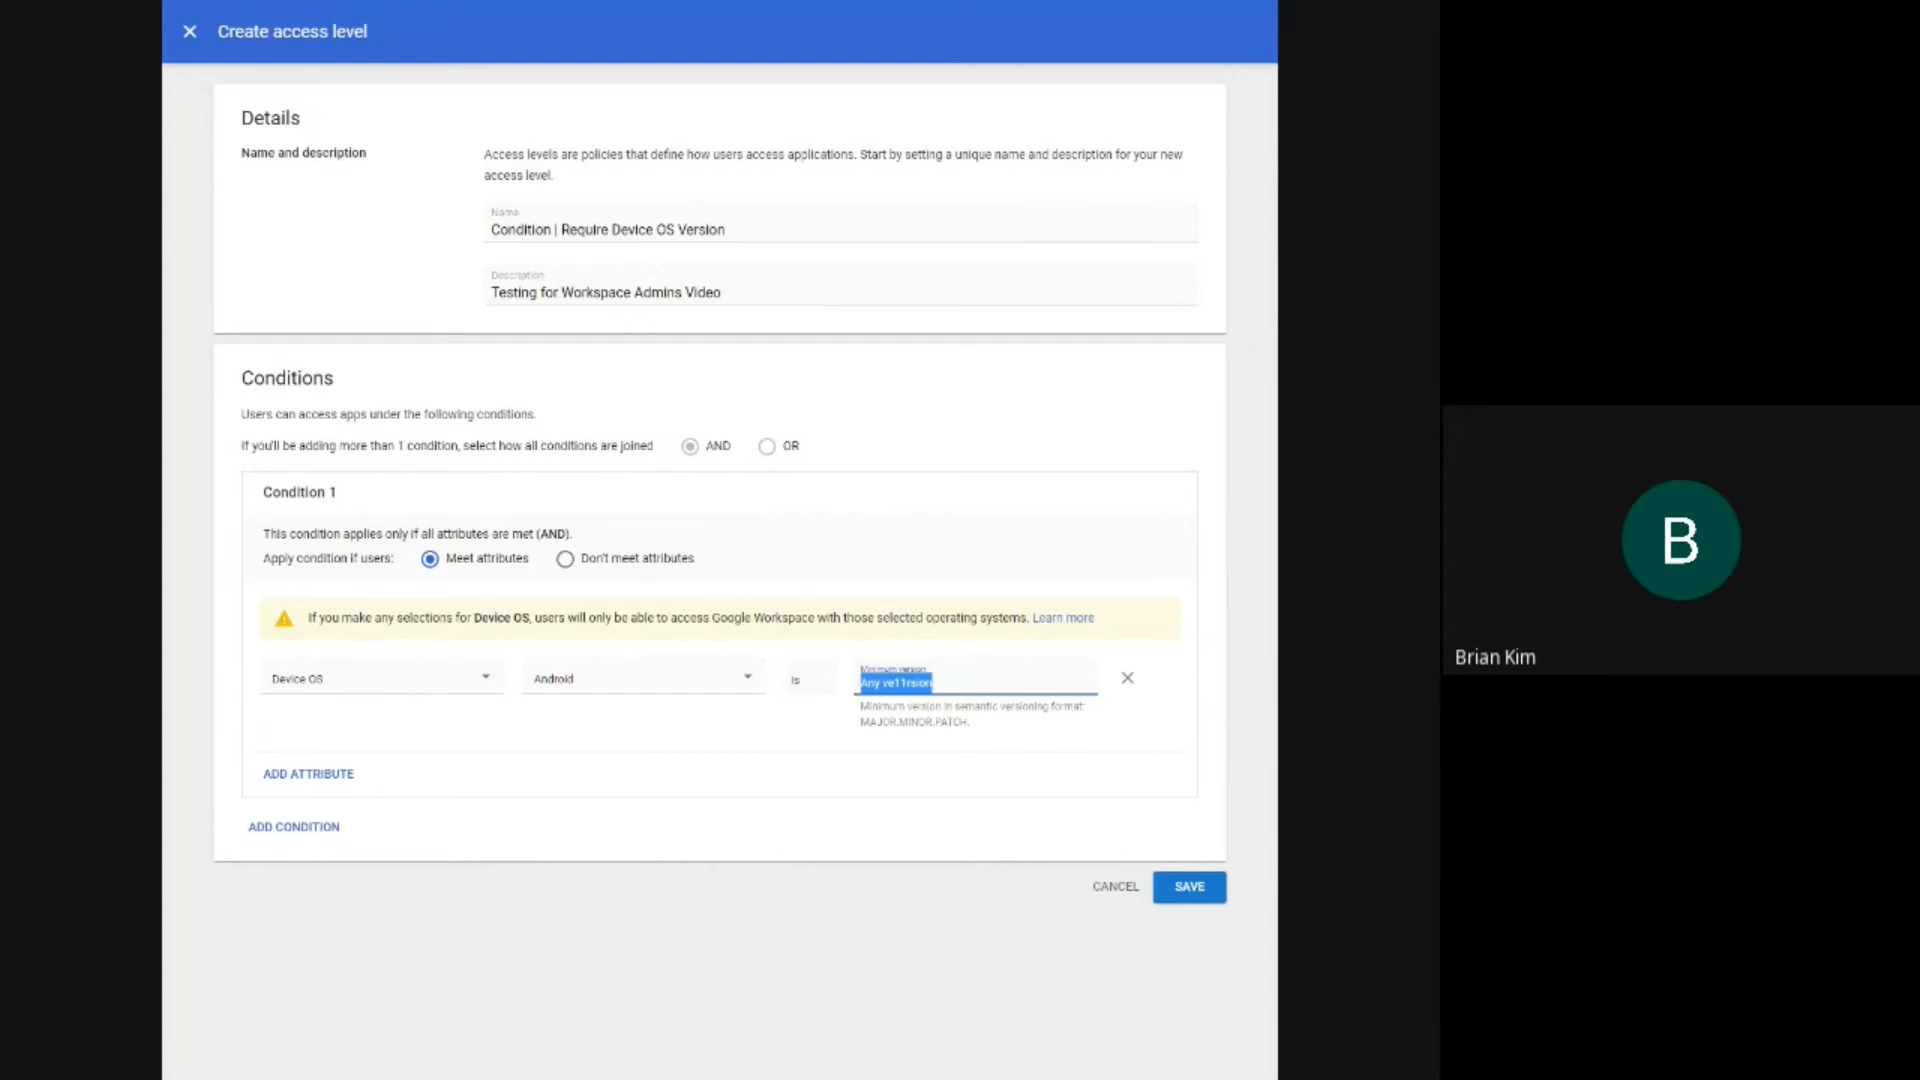 Create access level
Details
Name and description
Access levels are policies that define how users access applications. Start by setting a unique name and description for your new
access level.
Name
Condition | Require Device OS Version
Description
Testing for Workspace Admins Video
Conditions
Users can access apps under the following conditions.
If you'll be adding more than 1 condition, select how all conditions are joined AND OR
Condition 1
This condition applies only if all attributes are met (AND).
Apply condition if users: Meet attributes Don't meet attributes
If you make any selections for Device OS, users will only be able to access Google Workspace with those selected operating systems. Learn more
Minimum version
Device OS Android is Any ve11rsion
Minimum version in semantic versioning format:
MAJOR.MINOR.PATCH.
ADD ATTRIBUTE
ADD CONDITION
CANCEL SAVE
B
Brian Kim